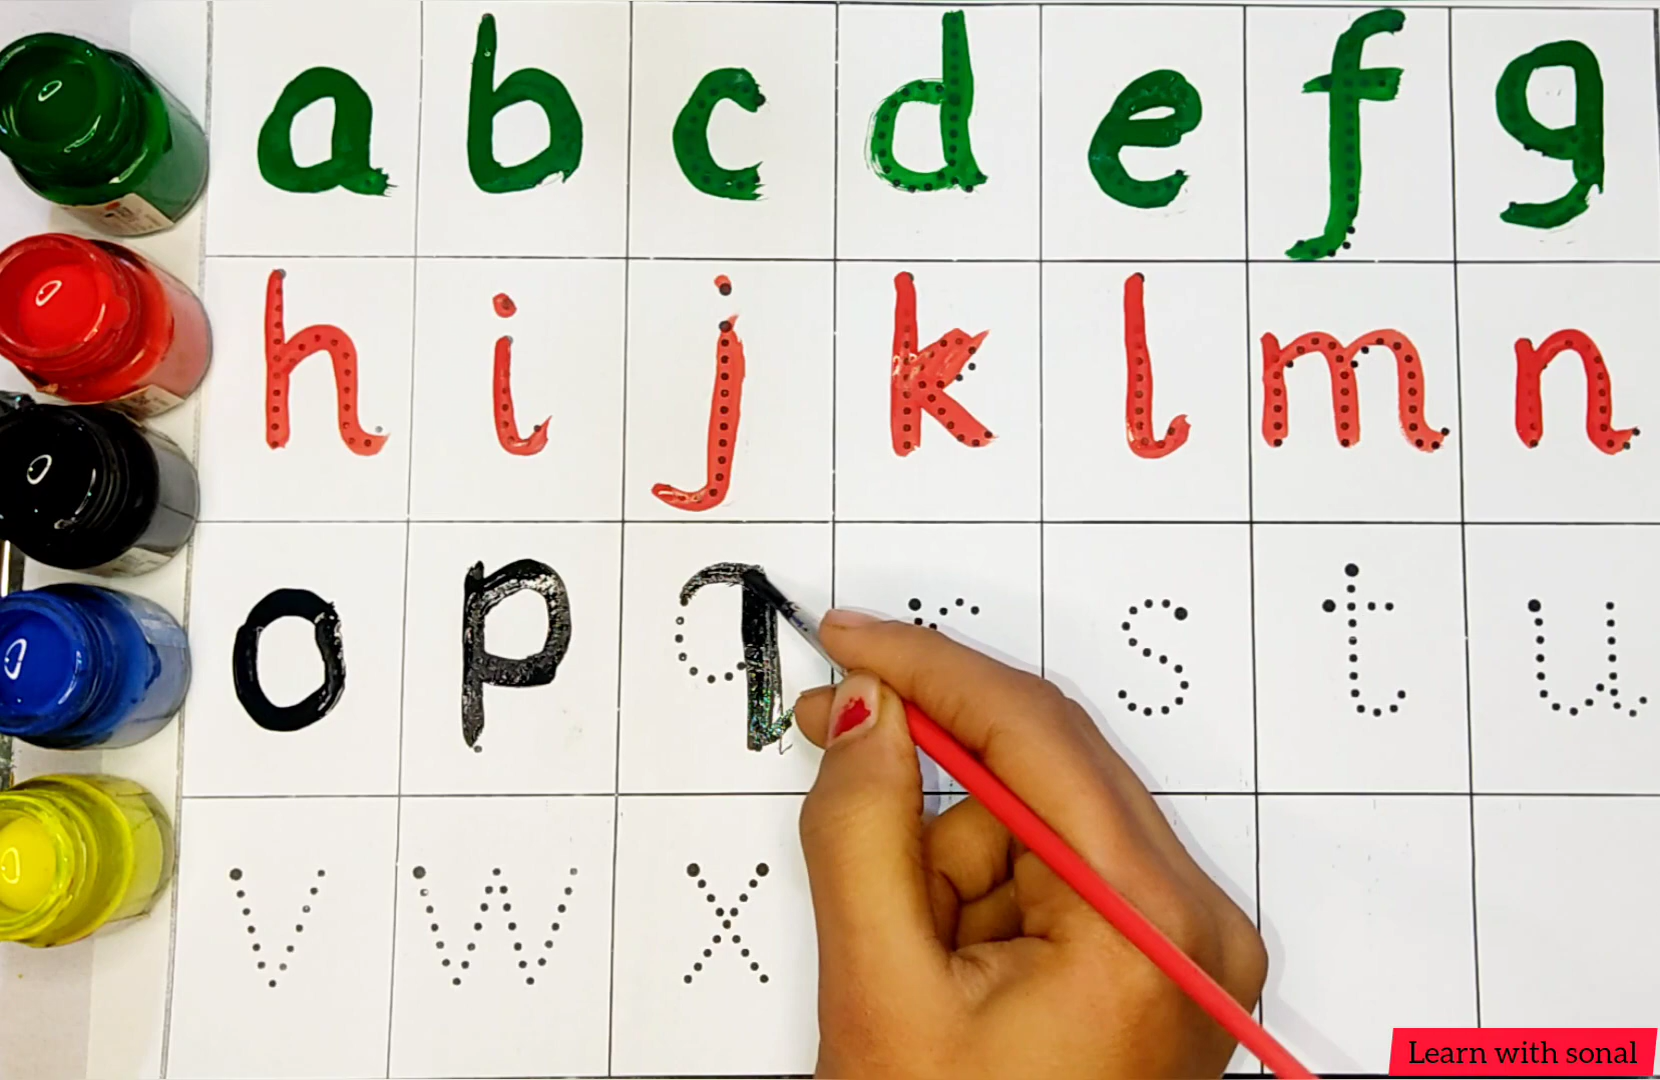 a b c d e f g
h i j k l m n
o p q r s t u
v w x
Learn with sonal